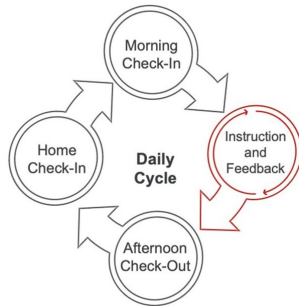 Morning
Check-In
Instruction
and
Feedback
Home
Check-In
Daily
Cycle
Afternoon
Check-Out